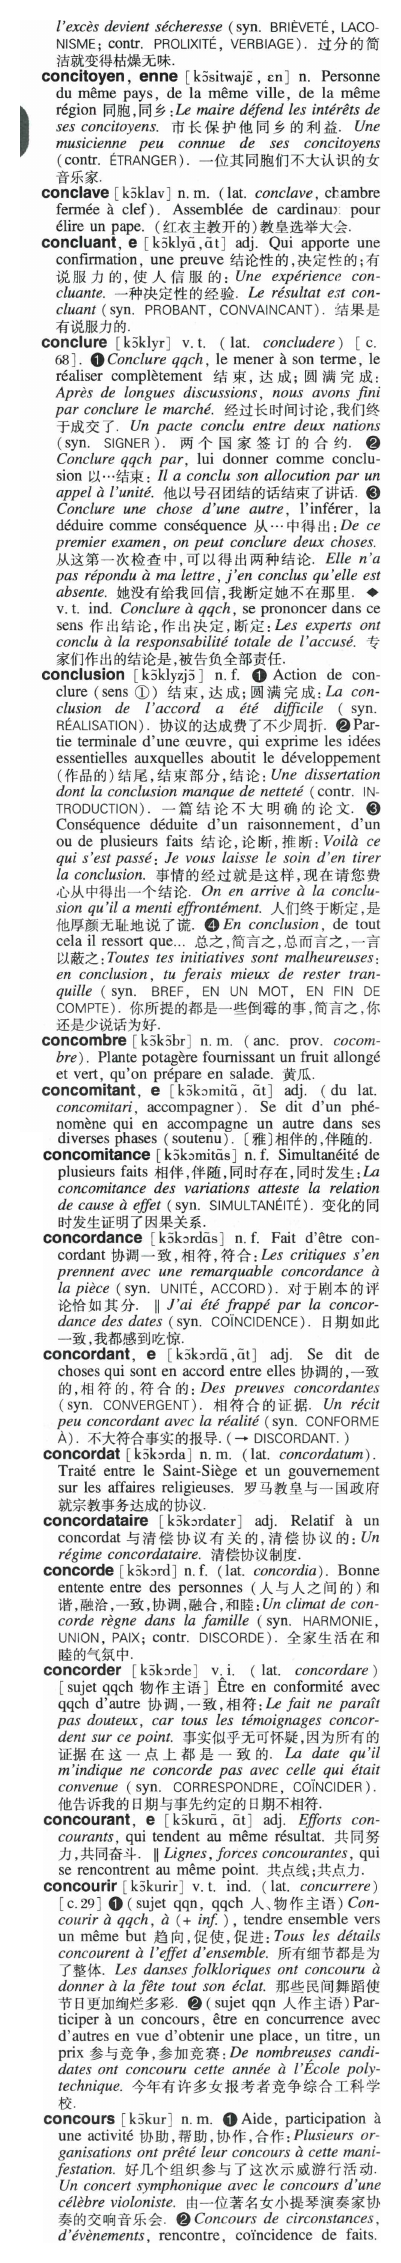 l'excès devient sécheresse (syn. BRIÈVETÉ, LACO-
NISME; contr. PROLIXITÉ, VERBIAGE). 过分的简
洁就变得枯燥无味.
concitoyen, enne [kɔ̃sitwajɛ̃, ɛn] n. Personne
du même pays, de la même ville, de la même
région 同胞,同乡:Le maire défend les intérêts de
ses concitoyens. 市长保护他同乡的利益. Une
musicienne peu connue de ses concitoyens
(contr. ÉTRANGER). 一位其同胞们不大认识的女
音乐家.
conclave [kɔ̃klav] n. m. (lat. conclave, chambre
fermée à clef). Assemblée de cardinaux pour
élire un pape. (红衣主教开的)教皇选举大会.
concluant, e [kɔ̃klyɑ̃,ɑ̃t] adj. Qui apporte une
confirmation, une preuve 结论性的,决定性的;有
说服力的,使人信服的: Une expérience con-
cluante. 一种决定性的经验. Le résultat est con-
cluant (syn. PROBANT, CONVAINCANT). 结果是
有说服力的.
conclure [kɔ̃klyr] v. t. (lat. concludere) [c.
68]. ❶ Conclure qqch, le mener à son terme, le
réaliser complètement 结束,达成;圆满完成:
Après de longues discussions, nous avons fini
par conclure le marché. 经过长时间讨论,我们终
于成交了. Un pacte conclu entre deux nations
(syn. SIGNER). 两个国家签订的合约. ❷
Conclure qqch par, lui donner comme conclu-
sion 以…结束: Il a conclu son allocution par un
appel à l'unité. 他以号召团结的话结束了讲话. ❸
Conclure une chose d'une autre, l'inférer, la
déduire comme conséquence 从…中得出:De ce
premier examen, on peut conclure deux choses.
从这第一次检查中,可以得出两种结论. Elle n'a
pas répondu à ma lettre, j'en conclus qu'elle est
absente. 她没有给我回信,我断定她不在那里. ◆
v. t. ind. Conclure à qqch, se prononcer dans ce
sens 作出结论,作出决定,断定: Les experts ont
conclu à la responsabilité totale de l'accusé. 专
家们作出的结论是,被告负全部责任.
conclusion [kɔ̃klyzjɔ̃] n. f. ❶ Action de con-
clure (sens ①) 结束,达成;圆满完成: La con-
clusion de l'accord a été difficile (syn.
RÉALISATION). 协议的达成费了不少周折. ❷ Par-
tie terminale d'une œuvre, qui exprime les idées
essentielles auxquelles aboutit le développement
(作品的)结尾,结束部分,结论: Une dissertation
dont la conclusion manque de netteté (contr. IN-
TRODUCTION). 一篇结论不大明确的论文. ❸
Conséquence déduite d'un raisonnement, d'un
ou de plusieurs faits 结论,论断,推断: Voilà ce
qui s'est passé: Je vous laisse le soin d'en tirer
la conclusion. 事情的经过就是这样,现在请您费
心从中得出一个结论. On en arrive à la conclu-
sion qu'il a menti effrontément. 人们终于断定,是
他厚颜无耻地说了谎. ❹ En conclusion, de tout
cela il ressort que... 总之,简言之,总而言之,一言
以蔽之:Toutes tes initiatives sont malheureuses:
en conclusion, tu ferais mieux de rester tran-
quille (syn. BREF, EN UN MOT, EN FIN DE
COMPTE). 你所提的都是一些倒霉的事,简言之,你
还是少说话为好.
concombre [kɔ̃kɔ̃br] n. m. (anc. prov. cocom-
bre). Plante potagère fournissant un fruit allongé
et vert, qu'on prépare en salade. 黄瓜.
concomitant, e [kɔ̃kɔmitɑ̃, ɑ̃t] adj. (du lat.
concomitari, accompagner). Se dit d'un phé-
nomène qui en accompagne un autre dans ses
diverses phases (soutenu). [雅]相伴的,伴随的.
concomitance [kɔ̃kɔmitɑ̃s] n. f. Simultanéité de
plusieurs faits 相伴,伴随,同时存在,同时发生:La
concomitance des variations atteste la relation
de cause à effet (syn. SIMULTANÉITÉ). 变化的同
时发生证明了因果关系.
concordance [kɔ̃kɔrdɑ̃s] n. f. Fait d'être con-
cordant 协调一致,相符,符合: Les critiques s'en
prennent avec une remarquable concordance à
la pièce (syn. UNITÉ, ACCORD). 对于剧本的评
论恰如其分. ‖ J'ai été frappé par la concor-
dance des dates (syn. COÏNCIDENCE). 日期如此
一致,我都感到吃惊.
concordant, e [kɔ̃kɔrdɑ̃,ɑ̃t] adj. Se dit de
choses qui sont en accord entre elles 协调的,一致
的,相符的,符合的: Des preuves concordantes
(syn. CONVERGENT). 相符合的证据. Un récit
peu concordant avec la réalité (syn. CONFORME
À). 不大符合事实的报导. (→ DISCORDANT.)
concordat [kɔ̃kɔrda] n. m. (lat. concordatum).
Traité entre le Saint-Siège et un gouvernement
sur les affaires religieuses. 罗马教皇与一国政府
就宗教事务达成的协议.
concordataire [kɔ̃kɔrdatɛr] adj. Relatif à un
concordat 与清偿协议有关的,清偿协议的: Un
régime concordataire. 清偿协议制度.
concorde [kɔ̃kɔrd] n. f. (lat. concordia). Bonne
entente entre des personnes (人与人之间的)和
谐,融洽,一致,协调,融合,和睦: Un climat de con-
corde règne dans la famille (syn. HARMONIE,
UNION, PAIX; contr. DISCORDE). 全家生活在和
睦的气氛中.
concorder [kɔ̃kɔrde] v. i. (lat. concordare)
[sujet qqch 物作主语] Être en conformité avec
qqch d'autre 协调,一致,相符: Le fait ne paraît
pas douteux, car tous les témoignages concor-
dent sur ce point. 事实似乎无可怀疑,因为所有的
证据在这一点上都是一致的. La date qu'il
m'indique ne concorde pas avec celle qui était
convenue (syn. CORRESPONDRE, COÏNCIDER).
他告诉我的日期与事先约定的日期不相符.
concourant, e [kɔ̃kurɑ̃, ɑ̃t] adj. Efforts con-
courants, qui tendent au même résultat. 共同努
力,共同奋斗. ‖ Lignes, forces concourantes, qui
se rencontrent au même point. 共点线;共点力.
concourir [kɔ̃kurir] v. t. ind. (lat. concurrere)
[c. 29] ❶ (sujet qqn, qqch 人、物作主语) Con-
courir à qqch, à (+ inf.), tendre ensemble vers
un même but 趋向,促使,促进: Tous les détails
concourent à l'effet d'ensemble. 所有细节都是为
了整体. Les danses folkloriques ont concouru à
donner à la fête tout son éclat. 那些民间舞蹈使
节日更加绚烂多彩. ❷ (sujet qqn 人作主语) Par-
ticiper à un concours, être en concurrence avec
d'autres en vue d'obtenir une place, un titre, un
prix 参与竞争,参加竞赛: De nombreuses candi-
dates ont concouru cette année à l'École poly-
technique. 今年有许多女报考者竞争综合工科学
校.
concours [kɔ̃kur] n. m. ❶ Aide, participation à
une activité 协助,帮助,协作,合作: Plusieurs or-
ganisations ont prêté leur concours à cette mani-
festation. 好几个组织参与了这次示威游行活动.
Un concert symphonique avec le concours d'une
célèbre violoniste. 由一位著名女小提琴演奏家协
奏的交响音乐会. ❷ Concours de circonstances,
d'évènements, rencontre, coïncidence de faits.